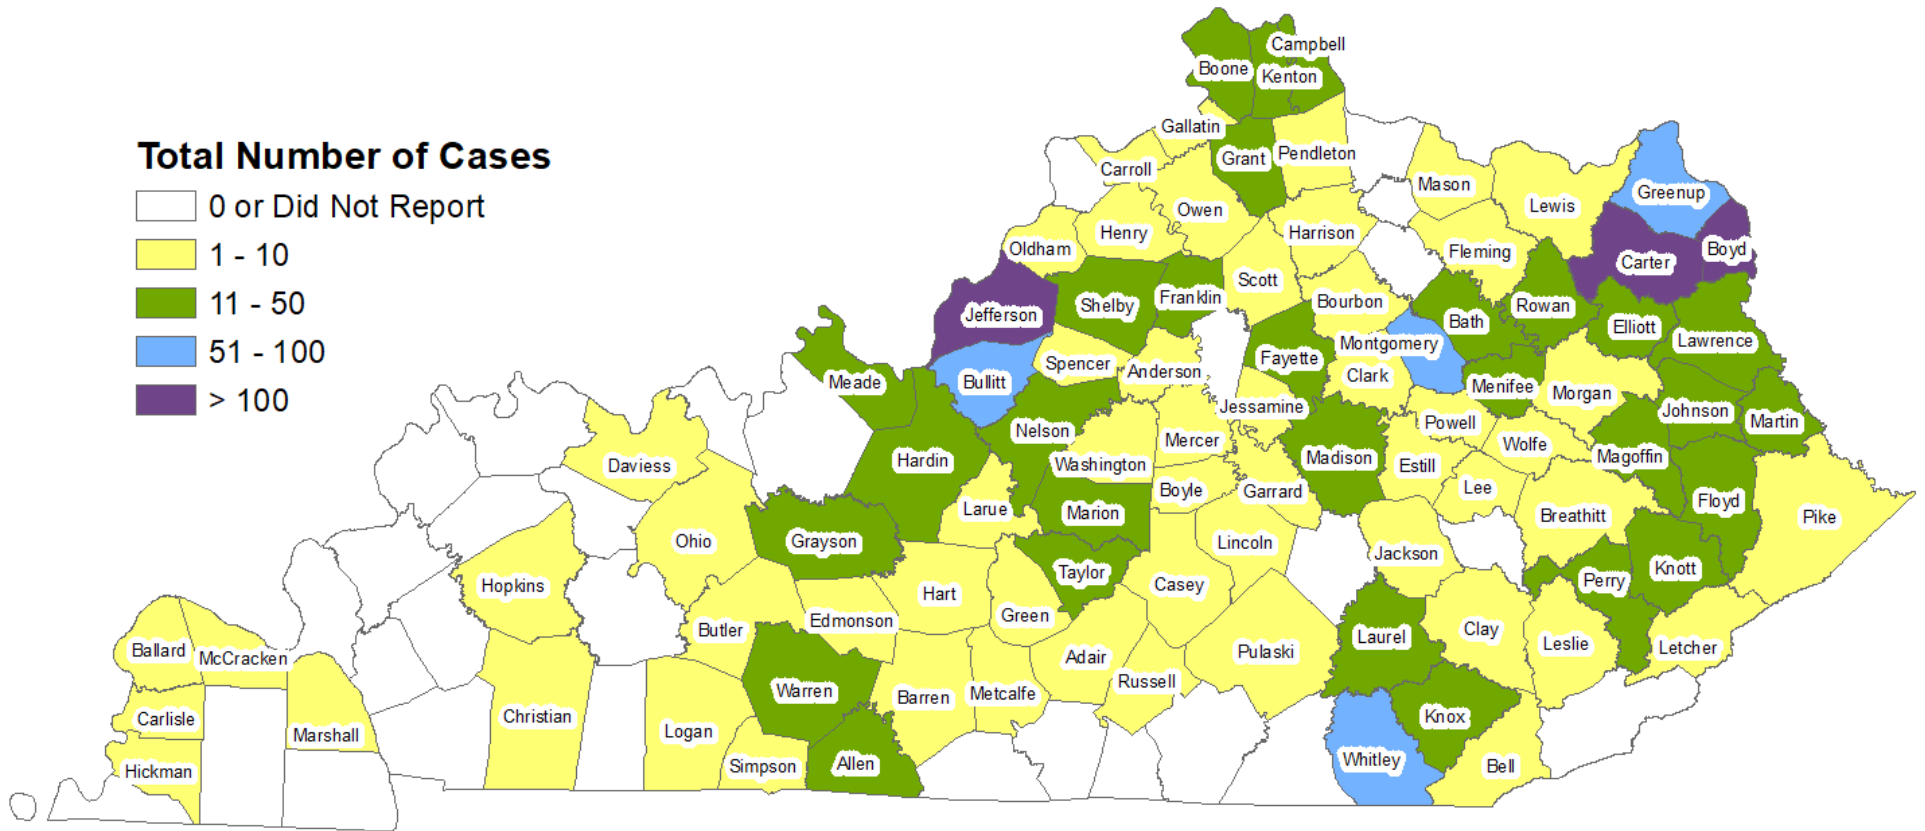 Total Number of Cases
0 or Did Not Report
1 - 10
11 - 50
51 - 100
> 100
Campbell
Boone
Kenton
Gallatin
Grant
Pendleton
Carroll
Mason
Greenup
Lewis
Owen
Henry
Harrison
Oldham
Fleming
Boyd
Carter
Scott
Franklin
Bourbon
Shelby
Rowan
Jefferson
Bath
Elliott
Lawrence
Montgomery
Fayette
Spencer
Anderson
Clark
Bullitt
Meade
Menifee
Morgan
Jessamine
Johnson
Martin
Powell
Nelson
Mercer
Wolfe
Magoffin
Madison
Hardin
Washington
Estill
Daviess
Lee
Boyle
Garrard
Floyd
Larue
Marion
Breathitt
Pike
Ohio
Grayson
Lincoln
Jackson
Taylor
Knott
Perry
Hopkins
Casey
Hart
Green
Edmonson
Butler
Clay
Laurel
Leslie
Letcher
Ballard
McCracken
Adair
Pulaski
Russell
Warren
Barren
Metcalfe
Carlisle
Christian
Knox
Logan
Marshall
Whitley
Allen
Simpson
Bell
Hickman